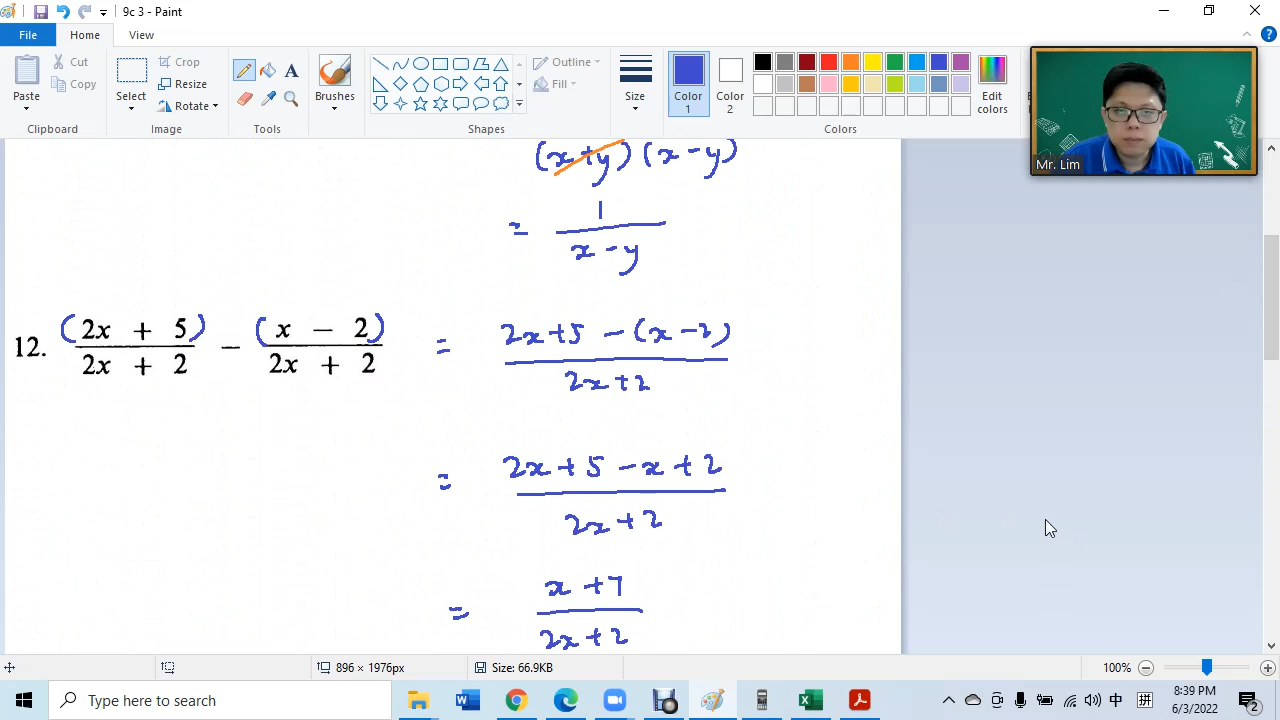 9c 3 - Paint
File Home View
Paste Cut Copy Select Crop Resize Rotate Brushes Outline Fill Size Color 1 Color 2 Edit colors
Clipboard Image Tools Shapes Colors
Mr. Lim
(x+y) (x-y)
= 1 / x-y
12. (2x + 5) / 2x + 2 − (x − 2) / 2x + 2 = 2x+5 -(x-2) / 2x+2
= 2x+5 -x+2 / 2x+2
= x+7 / 2x+2
896 × 1976px Size: 66.9KB 100%
Type here to search
中 拼 8:39 PM
6/3/2022 2